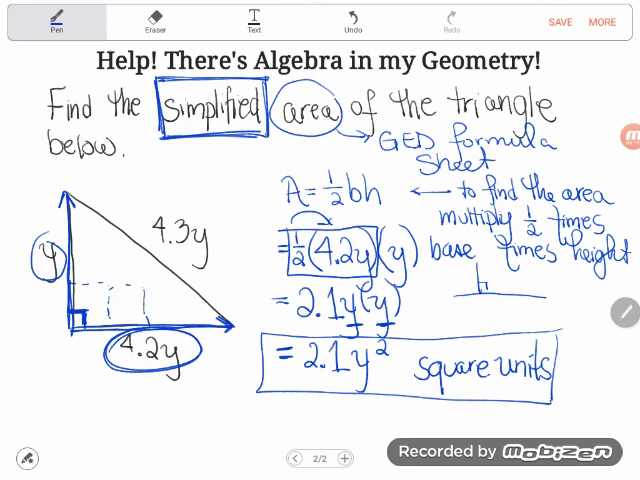 Pen Eraser Text Undo Redo SAVE MORE
Help! There's Algebra in my Geometry!
Find the simplified area of the triangle
below.
GED formula
Sheet
A = 1/2 bh ← to find the area
multiply 1/2 times
base times height
= 1/2 (4.2y)(y)
= 2.1y(y)
= 2.1y² square units
y
4.3y
4.2y
2/2
Recorded by
MOBIZEN